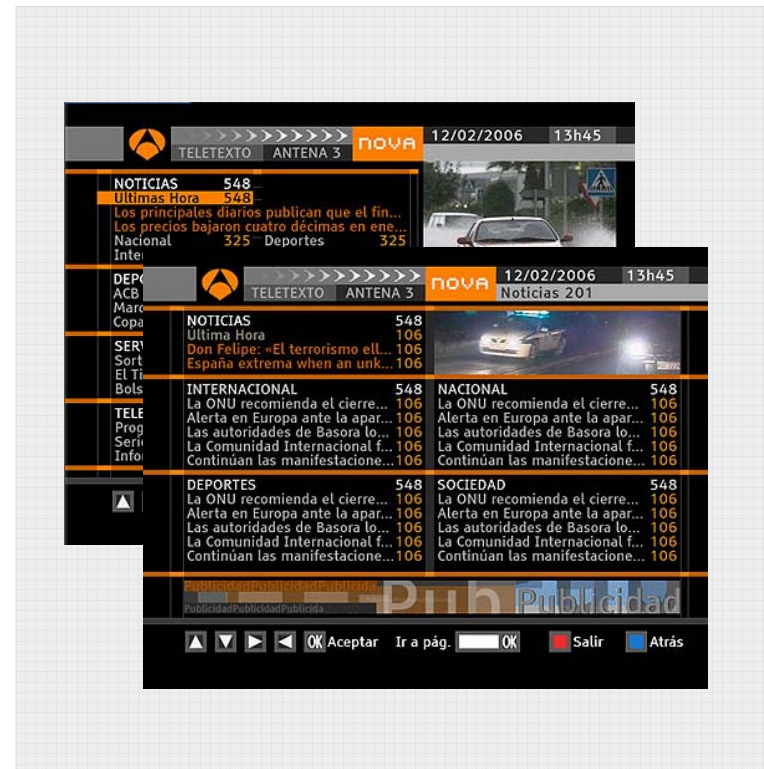 TELETEXTO ANTENA 3 nova 12/02/2006 13h45
NOTICIAS 548
Últimas Hora 548
Los principales diarios publican que el fin...
Los precios bajaron cuatro décimas en ene...
Nacional 325 Deportes 325
Inte
DEPO
ACB
Marc
Copa
SERV
Sort
El Ti
Bols
TELE
Prog
Serie
Info
TELETEXTO ANTENA 3 nova 12/02/2006 13h45
Noticias 201
NOTICIAS 548
Última Hora 106
Don Felipe: «El terrorismo ell... 106
España extrema when an unk... 106
INTERNACIONAL 548
La ONU recomienda el cierre... 106
Alerta en Europa ante la apar... 106
Las autoridades de Basora lo... 106
La Comunidad Internacional f... 106
Continúan las manifestacione... 106
NACIONAL 548
La ONU recomienda el cierre... 106
Alerta en Europa ante la apar... 106
Las autoridades de Basora lo... 106
La Comunidad Internacional f... 106
Continúan las manifestacione... 106
DEPORTES 548
La ONU recomienda el cierre... 106
Alerta en Europa ante la apar... 106
Las autoridades de Basora lo... 106
La Comunidad Internacional f... 106
Continúan las manifestacione... 106
SOCIEDAD 548
La ONU recomienda el cierre... 106
Alerta en Europa ante la apar... 106
Las autoridades de Basora lo... 106
La Comunidad Internacional f... 106
Continúan las manifestacione... 106
PublicidadPublicidadPublicida
PublicidadPublicidadPublicida
Pub Publicidad
OK Aceptar Ir a pág. OK Salir Atrás